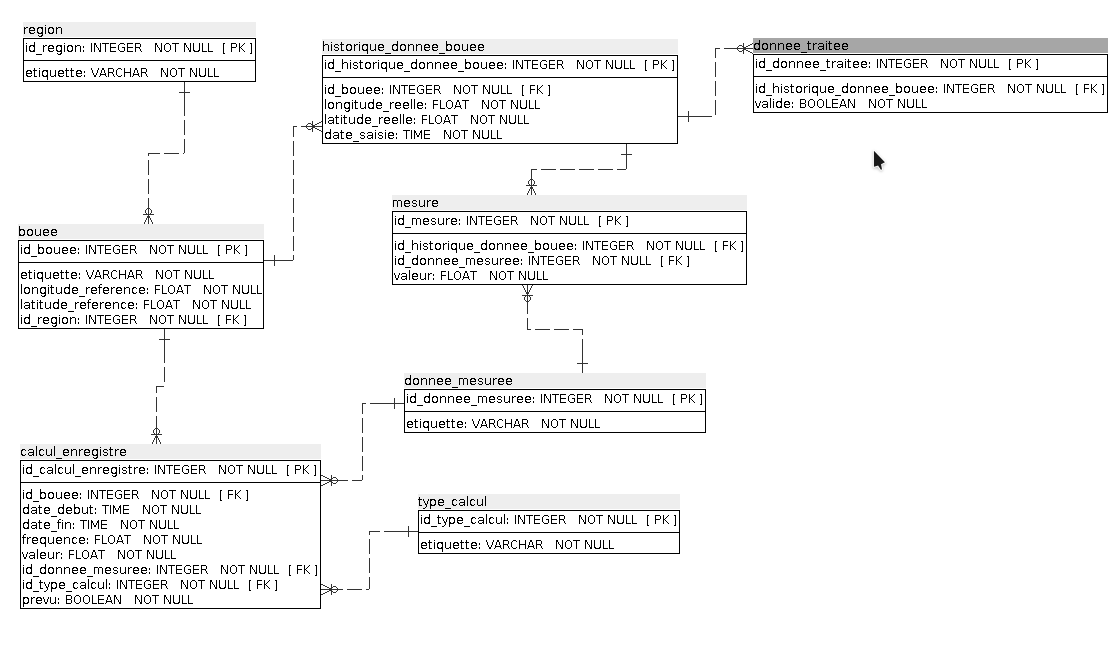 region
id_region: INTEGER NOT NULL [ PK ]
etiquette: VARCHAR NOT NULL
historique_donnee_bouee
id_historique_donnee_bouee: INTEGER NOT NULL [ PK ]
id_bouee: INTEGER NOT NULL [ FK ]
longitude_reelle: FLOAT NOT NULL
latitude_reelle: FLOAT NOT NULL
date_saisie: TIME NOT NULL
donnee_traitee
id_donnee_traitee: INTEGER NOT NULL [ PK ]
id_historique_donnee_bouee: INTEGER NOT NULL [ FK ]
valide: BOOLEAN NOT NULL
mesure
id_mesure: INTEGER NOT NULL [ PK ]
id_historique_donnee_bouee: INTEGER NOT NULL [ FK ]
id_donnee_mesuree: INTEGER NOT NULL [ FK ]
valeur: FLOAT NOT NULL
bouee
id_bouee: INTEGER NOT NULL [ PK ]
etiquette: VARCHAR NOT NULL
longitude_reference: FLOAT NOT NULL
latitude_reference: FLOAT NOT NULL
id_region: INTEGER NOT NULL [ FK ]
donnee_mesuree
id_donnee_mesuree: INTEGER NOT NULL [ PK ]
etiquette: VARCHAR NOT NULL
calcul_enregistre
id_calcul_enregistre: INTEGER NOT NULL [ PK ]
id_bouee: INTEGER NOT NULL [ FK ]
date_debut: TIME NOT NULL
date_fin: TIME NOT NULL
frequence: FLOAT NOT NULL
valeur: FLOAT NOT NULL
id_donnee_mesuree: INTEGER NOT NULL [ FK ]
id_type_calcul: INTEGER NOT NULL [ FK ]
prevu: BOOLEAN NOT NULL
type_calcul
id_type_calcul: INTEGER NOT NULL [ PK ]
etiquette: VARCHAR NOT NULL